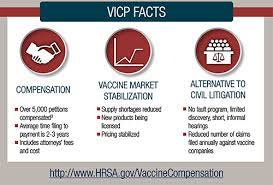 VICP FACTS
COMPENSATION
• Over 5,000 petitions
compensated³
• Average time filing to
payment is 2-3 years
• Includes attorneys' fees
and cost
VACCINE MARKET
STABILIZATION
• Supply shortages reduced
• New products being
licensed
• Pricing stabilized
ALTERNATIVE TO
CIVIL LITIGATION
• No fault program, limited
discovery, short, informal
hearings
• Reduced number of claims
filed annually against vaccine
companies
http://www.HRSA.gov/VaccineCompensation